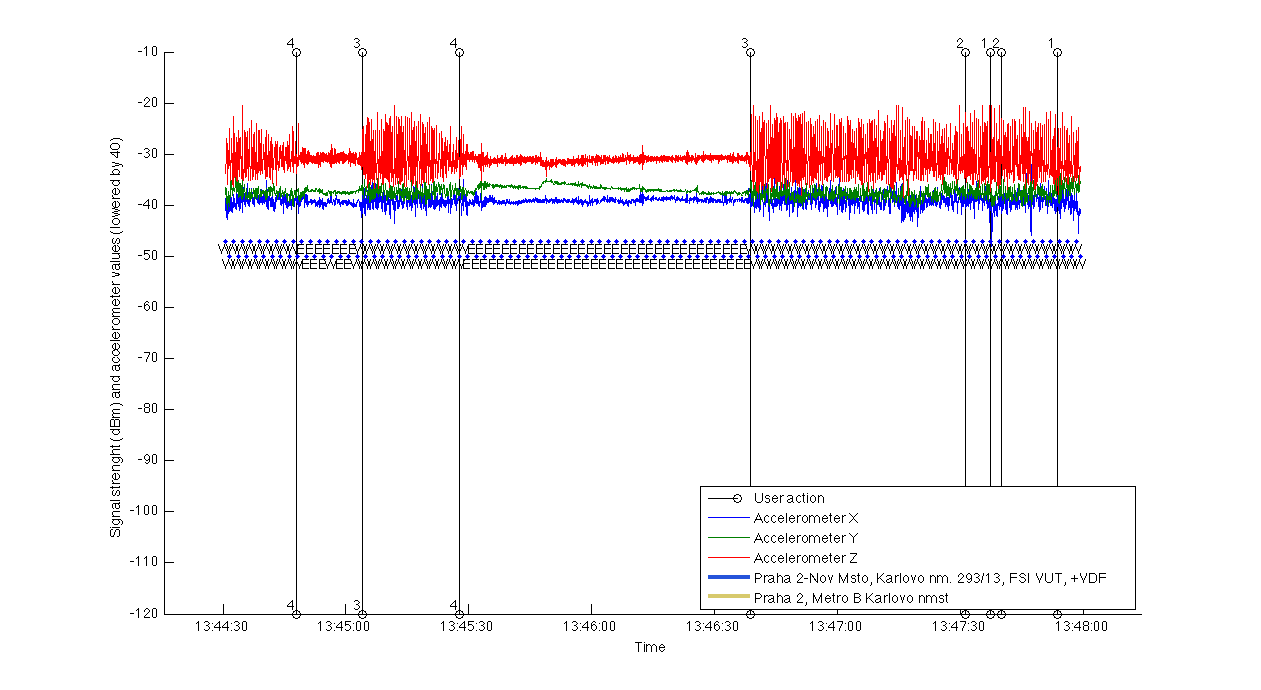 4 3 4 3 2 1 2 1
-10
-20
-30
-40
-50
-60
-70
-80
-90
-100
-110
-120
Signal strenght (dBm) and accelerometer values (lowered by 40)
User action
Accelerometer X
Accelerometer Y
Accelerometer Z
Praha 2-Nov Msto, Karlovo nm. 293/13, FSI VUT, +VDF
Praha 2, Metro B Karlovo nmst
4 3 4
13:44:30 13:45:00 13:45:30 13:46:00 13:46:30 13:47:00 13:47:30 13:48:00
Time